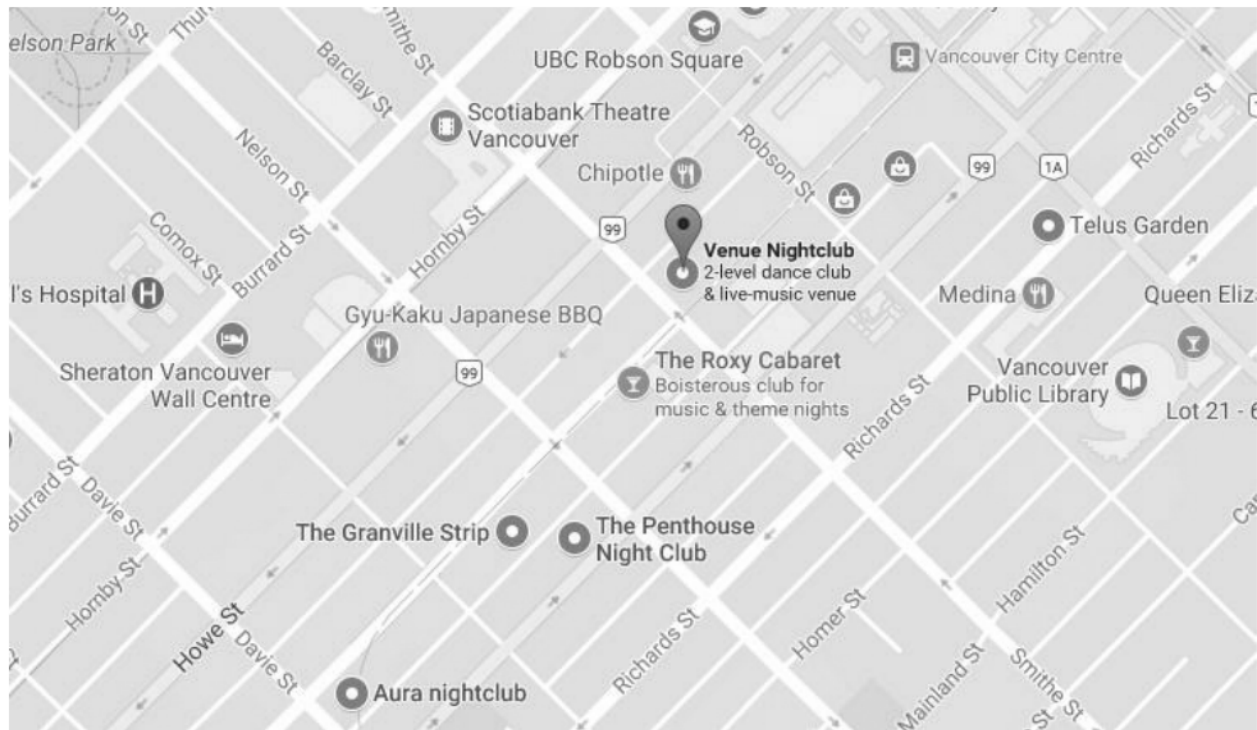 elson Park
Smithe St
Barclay St
UBC Robson Square
Vancouver City Centre
Scotiabank Theatre
Vancouver
Nelson St
Robson St
Richards St
Chipotle
99
1A
Comox St
Burrard St
Hornby St
99
Telus Garden
Venue Nightclub
2-level dance club
& live-music venue
l's Hospital
Medina
Queen Eliz
Gyu-Kaku Japanese BBQ
99
Sheraton Vancouver
Wall Centre
The Roxy Cabaret
Boisterous club for
music & theme nights
Vancouver
Public Library
Lot 21 - 6
Richards St
Burrard St
Davie St
The Granville Strip
The Penthouse
Night Club
Hornby St
Howe St
Davie St
Hamilton St
Homer St
Richards St
Mainland St
Smithe St
Aura nightclub